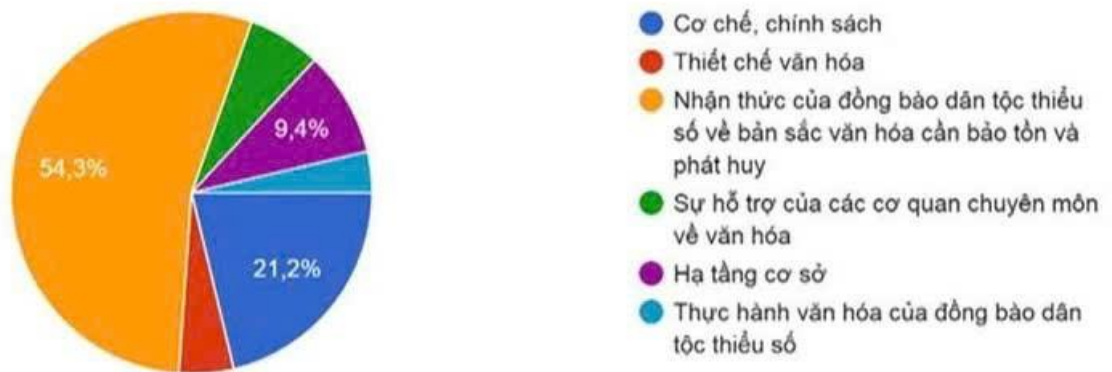 54,3%
9,4%
21,2%
Cơ chế, chính sách
Thiết chế văn hóa
Nhận thức của đồng bào dân tộc thiểu
số về bản sắc văn hóa cần bảo tồn và
phát huy
Sự hỗ trợ của các cơ quan chuyên môn
về văn hóa
Hạ tầng cơ sở
Thực hành văn hóa của đồng bào dân
tộc thiểu số